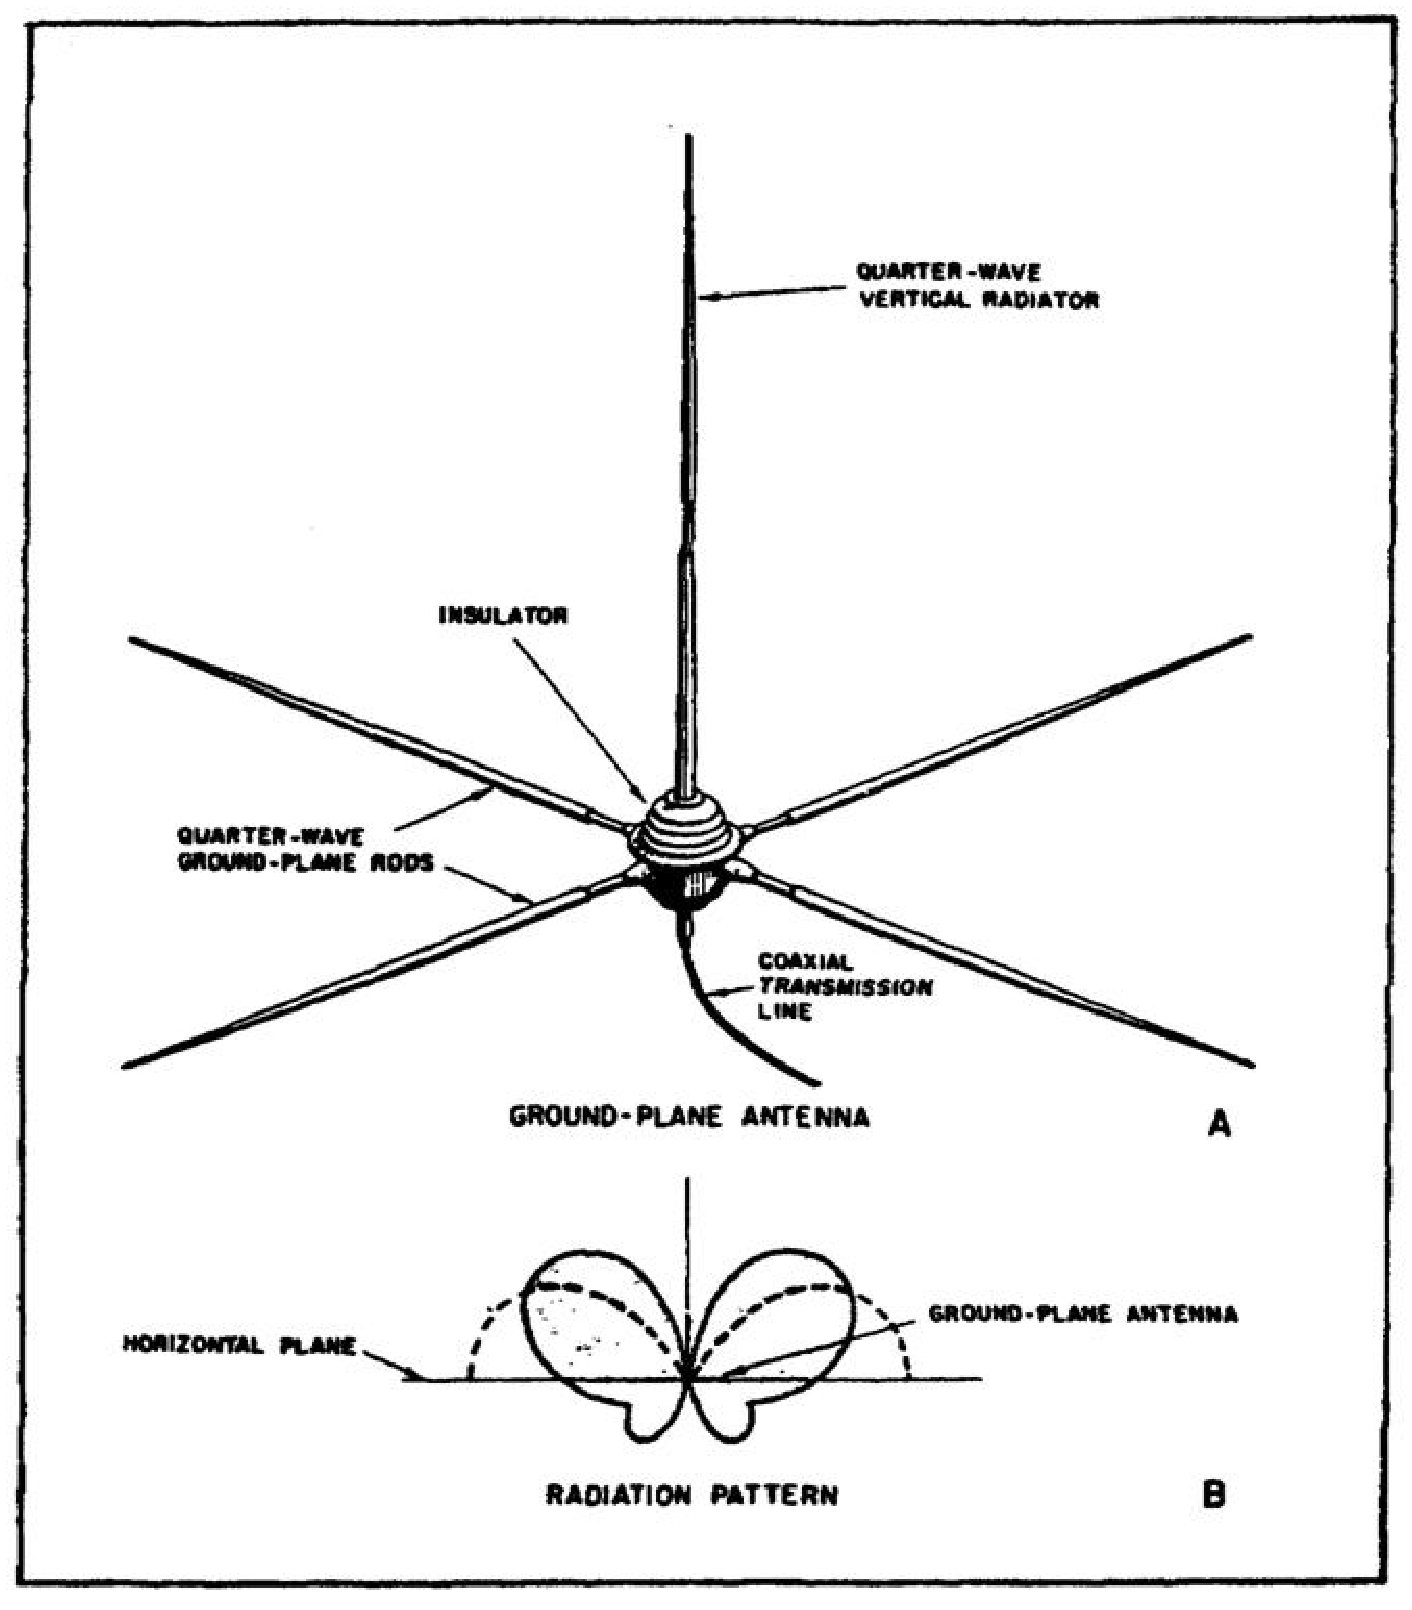 QUARTER-WAVE
VERTICAL RADIATOR
INSULATOR
QUARTER-WAVE
GROUND-PLANE RODS
COAXIAL
TRANSMISSION
LINE
GROUND-PLANE ANTENNA
A
GROUND-PLANE ANTENNA
HORIZONTAL PLANE
RADIATION PATTERN
B